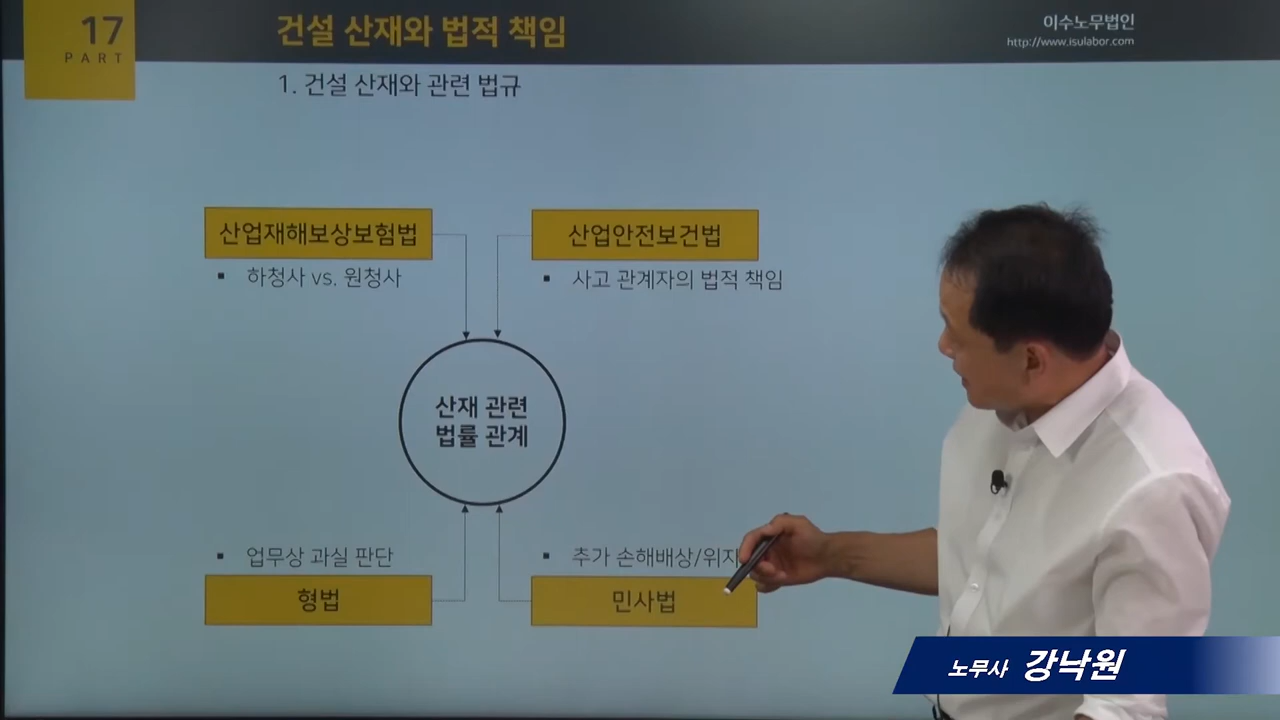 17
PART
건설 산재와 법적 책임
이수노무법인
http://www.isulabor.com
1. 건설 산재와 관련 법규
산업재해보상보험법
▪ 하청사 vs. 원청사
산업안전보건법
▪ 사고 관계자의 법적 책임
산재 관련
법률 관계
▪ 업무상 과실 판단
형법
▪ 추가 손해배상/위지
민사법
노무사 강낙원